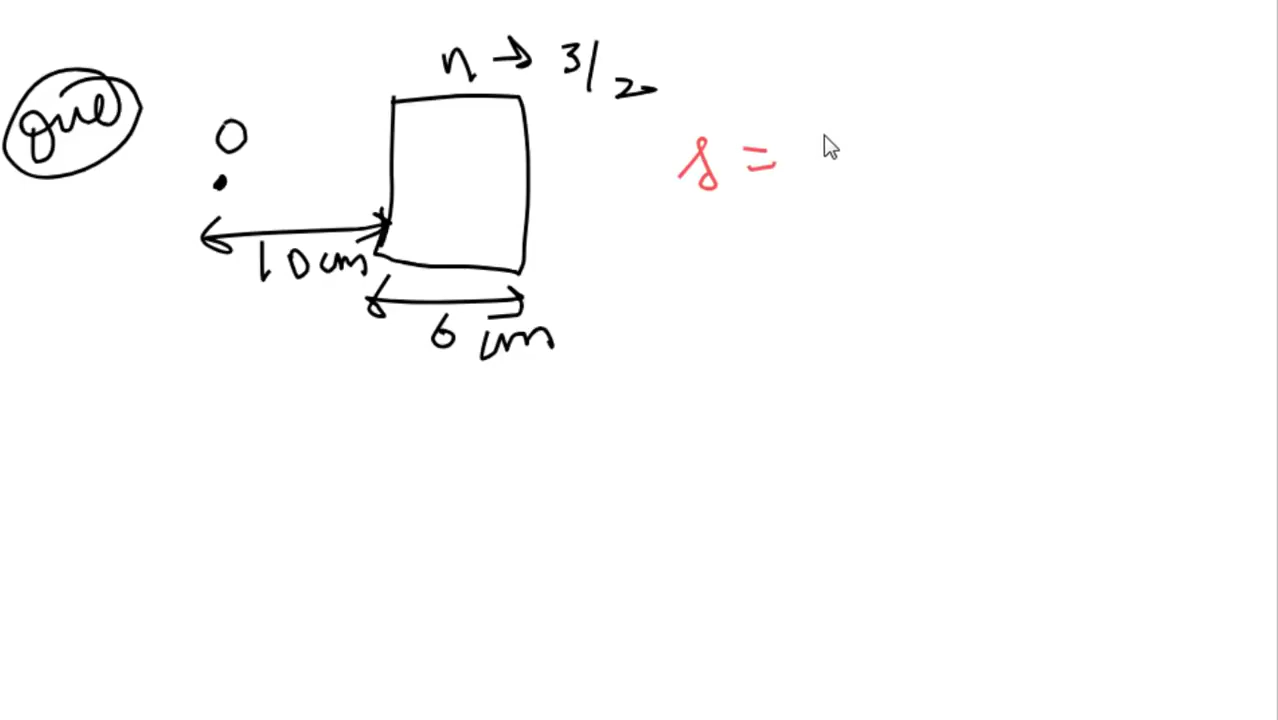 Que
n → 3/2
O
s =
10 cm
6 cm